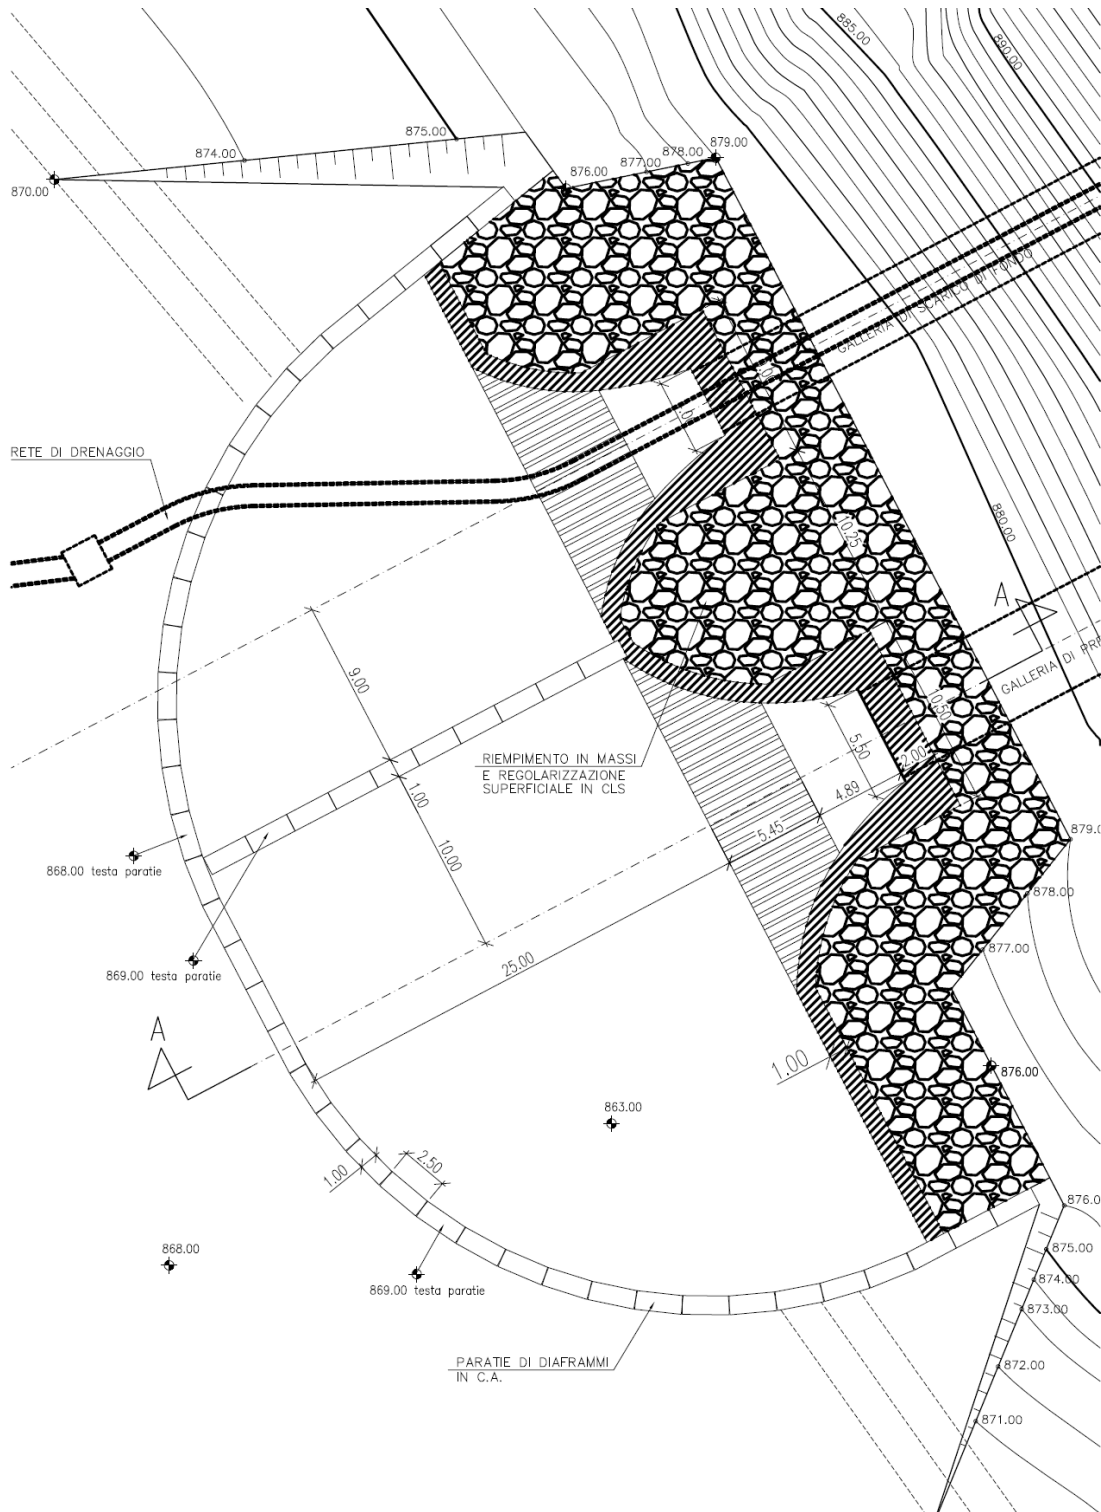 885.00
890.00
875.00
874.00
879.00
878.00
877.00
876.00
870.00
GALLERIA DI SCARICO DI FONDO
RETE DI DRENAGGIO
10.25
880.00
A
GALLERIA DI PRE
9.00
10.50
5.50
2.00
RIEMPIMENTO IN MASSI
E REGOLARIZZAZIONE
SUPERFICIALE IN CLS
4.89
1.00
5.45
879.0
10.00
868.00 testa paratie
878.00
877.00
25.00
869.00 testa paratie
A
1.00
876.00
863.00
2.50
1.00
876.0
868.00
875.00
869.00 testa paratie
874.00
873.00
PARATIE DI DIAFRAMMI
IN C.A.
872.00
871.00